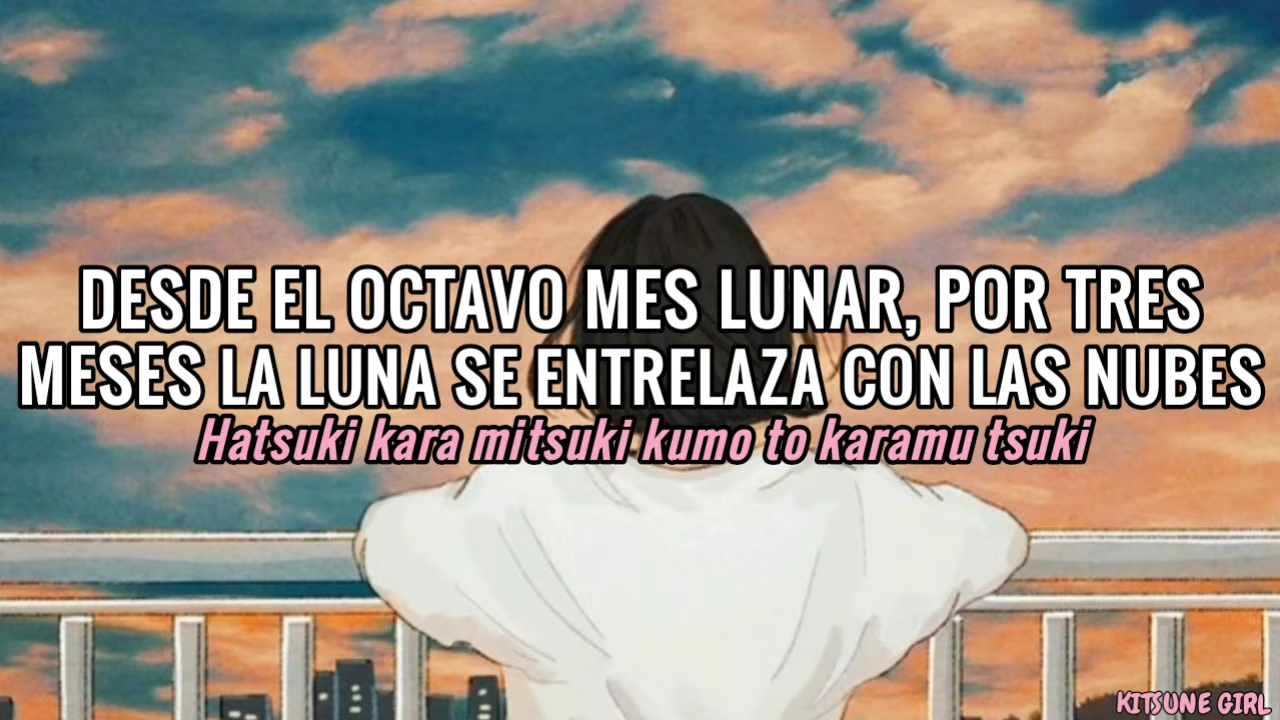 DESDE EL OCTAVO MES LUNAR, POR TRES
MESES LA LUNA SE ENTRELAZA CON LAS NUBES
Hatsuki kara mitsuki kumo to karamu tsuki
KITSUNE GIRL